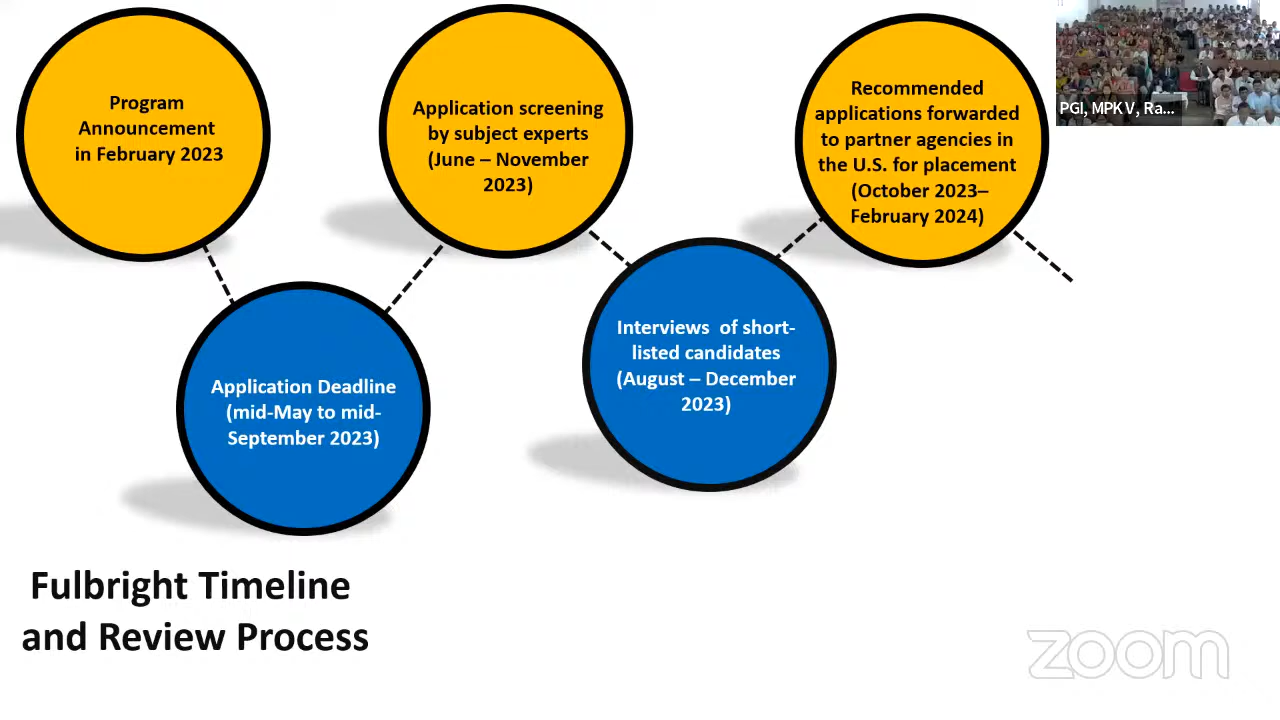 Program
Announcement
in February 2023
Application Deadline
(mid-May to mid-
September 2023)
Application screening
by subject experts
(June – November
2023)
Interviews of short-
listed candidates
(August – December
2023)
Recommended
applications forwarded
to partner agencies in
the U.S. for placement
(October 2023–
February 2024)
PGI, MPKV, Ra...
Fulbright Timeline
and Review Process
zoom